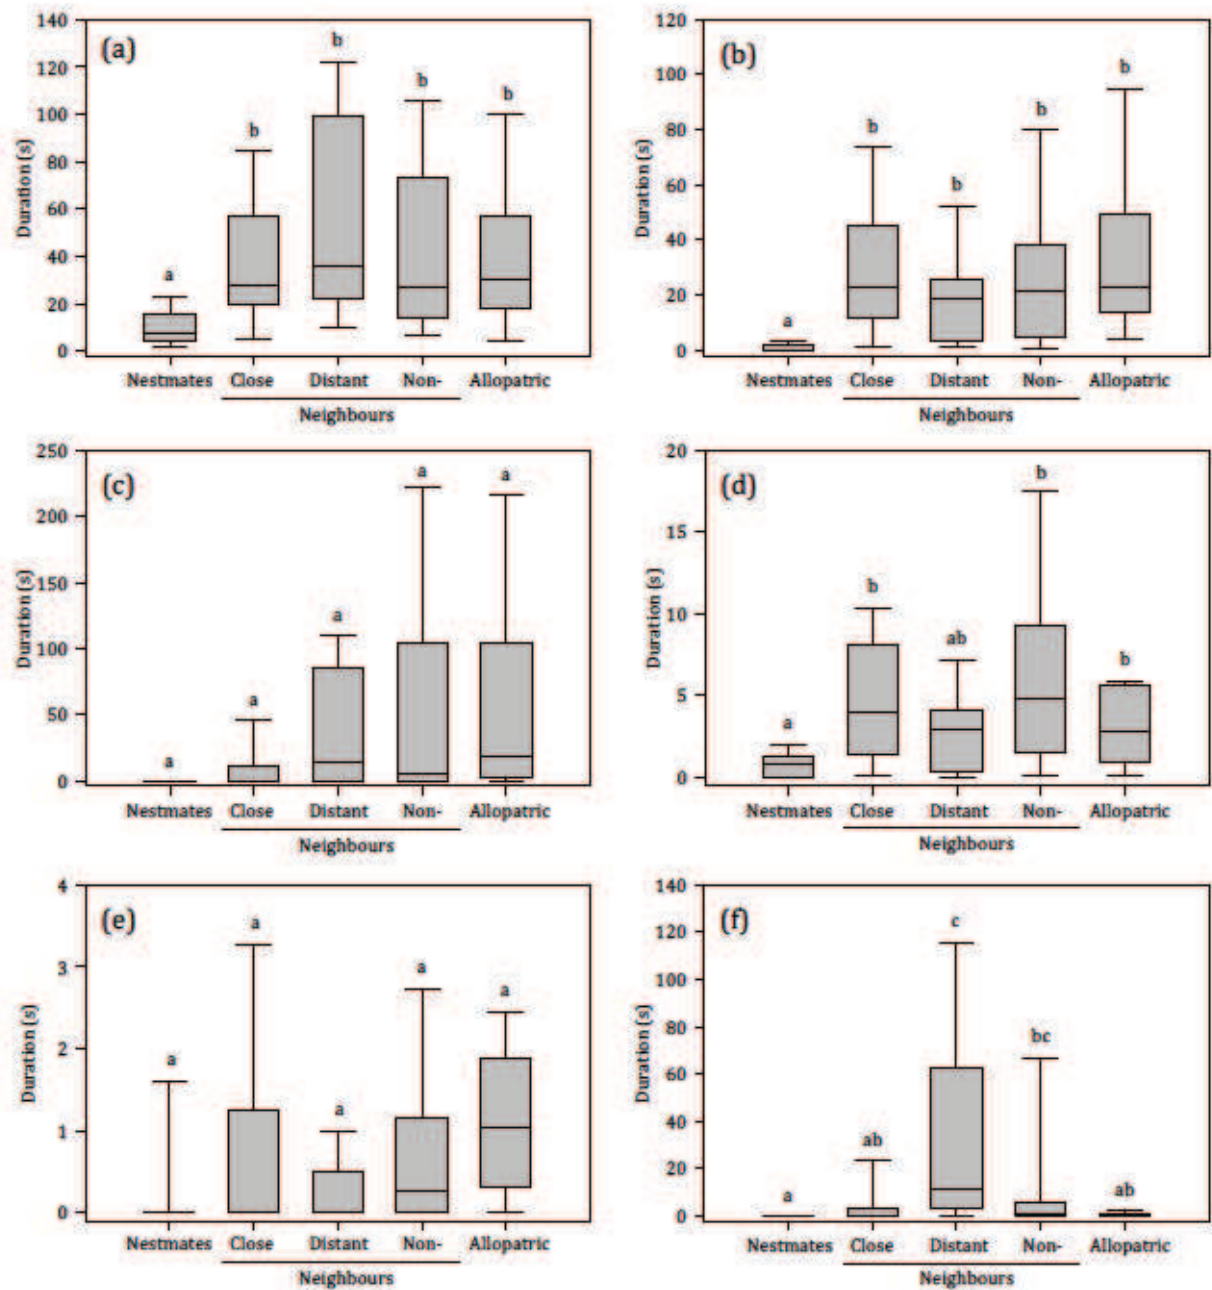 (a)
Duration (s)
140
120
100
80
60
40
20
0
a
b
b
b
b
Nestmates Close Distant Non- Allopatric
Neighbours
(b)
Duration (s)
120
100
80
60
40
20
0
a
b
b
b
b
Nestmates Close Distant Non- Allopatric
Neighbours
(c)
Duration (s)
250
200
150
100
50
0
a
a
a
a
a
Nestmates Close Distant Non- Allopatric
Neighbours
(d)
Duration (s)
20
15
10
5
0
a
b
ab
b
b
Nestmates Close Distant Non- Allopatric
Neighbours
(e)
Duration (s)
4
3
2
1
0
a
a
a
a
a
Nestmates Close Distant Non- Allopatric
Neighbours
(f)
Duration (s)
140
120
100
80
60
40
20
0
a
ab
c
bc
ab
Nestmates Close Distant Non- Allopatric
Neighbours